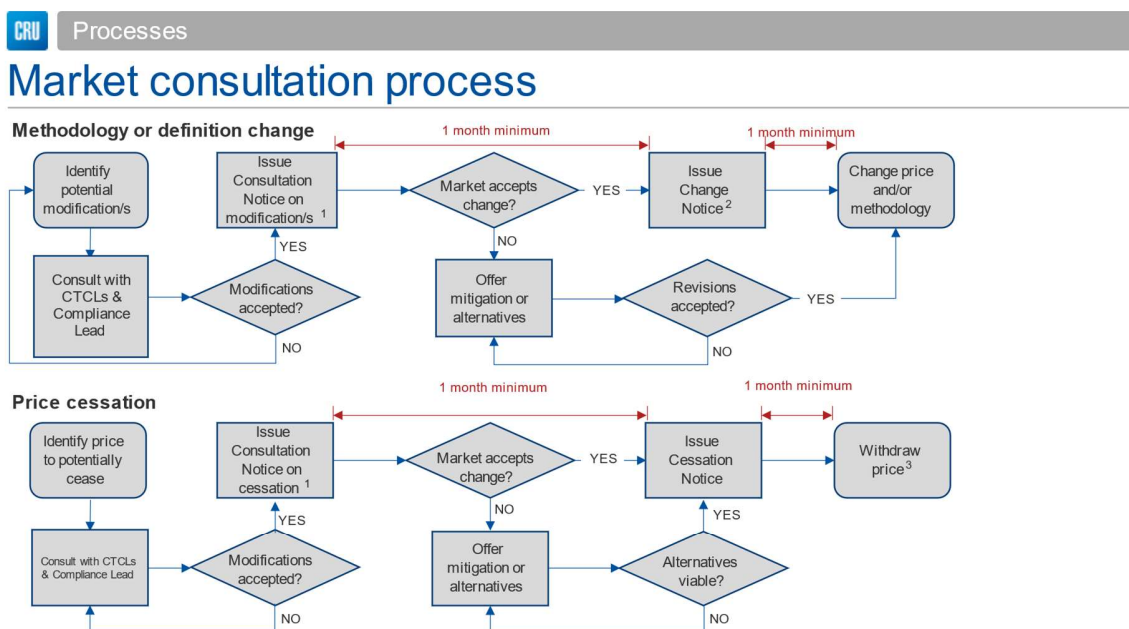 CRU
Processes
Market consultation process
Methodology or definition change
1 month minimum
1 month minimum
Identify
potential
modification/s
Issue
Consultation
Notice on
modification/s 1
Market accepts
change?
YES
Issue
Change
Notice 2
Change price
and/or
methodology
YES
NO
Consult with
CTCLs &
Compliance
Lead
Modifications
accepted?
Offer
mitigation or
alternatives
Revisions
accepted?
YES
NO
NO
Price cessation
1 month minimum
1 month minimum
Identify price
to potentially
cease
Issue
Consultation
Notice on
cessation 1
Market accepts
change?
YES
Issue
Cessation
Notice
Withdraw
price 3
YES
NO
YES
Consult with CTCLs
& Compliance Lead
Modifications
accepted?
Offer
mitigation or
alternatives
Alternatives
viable?
NO
NO